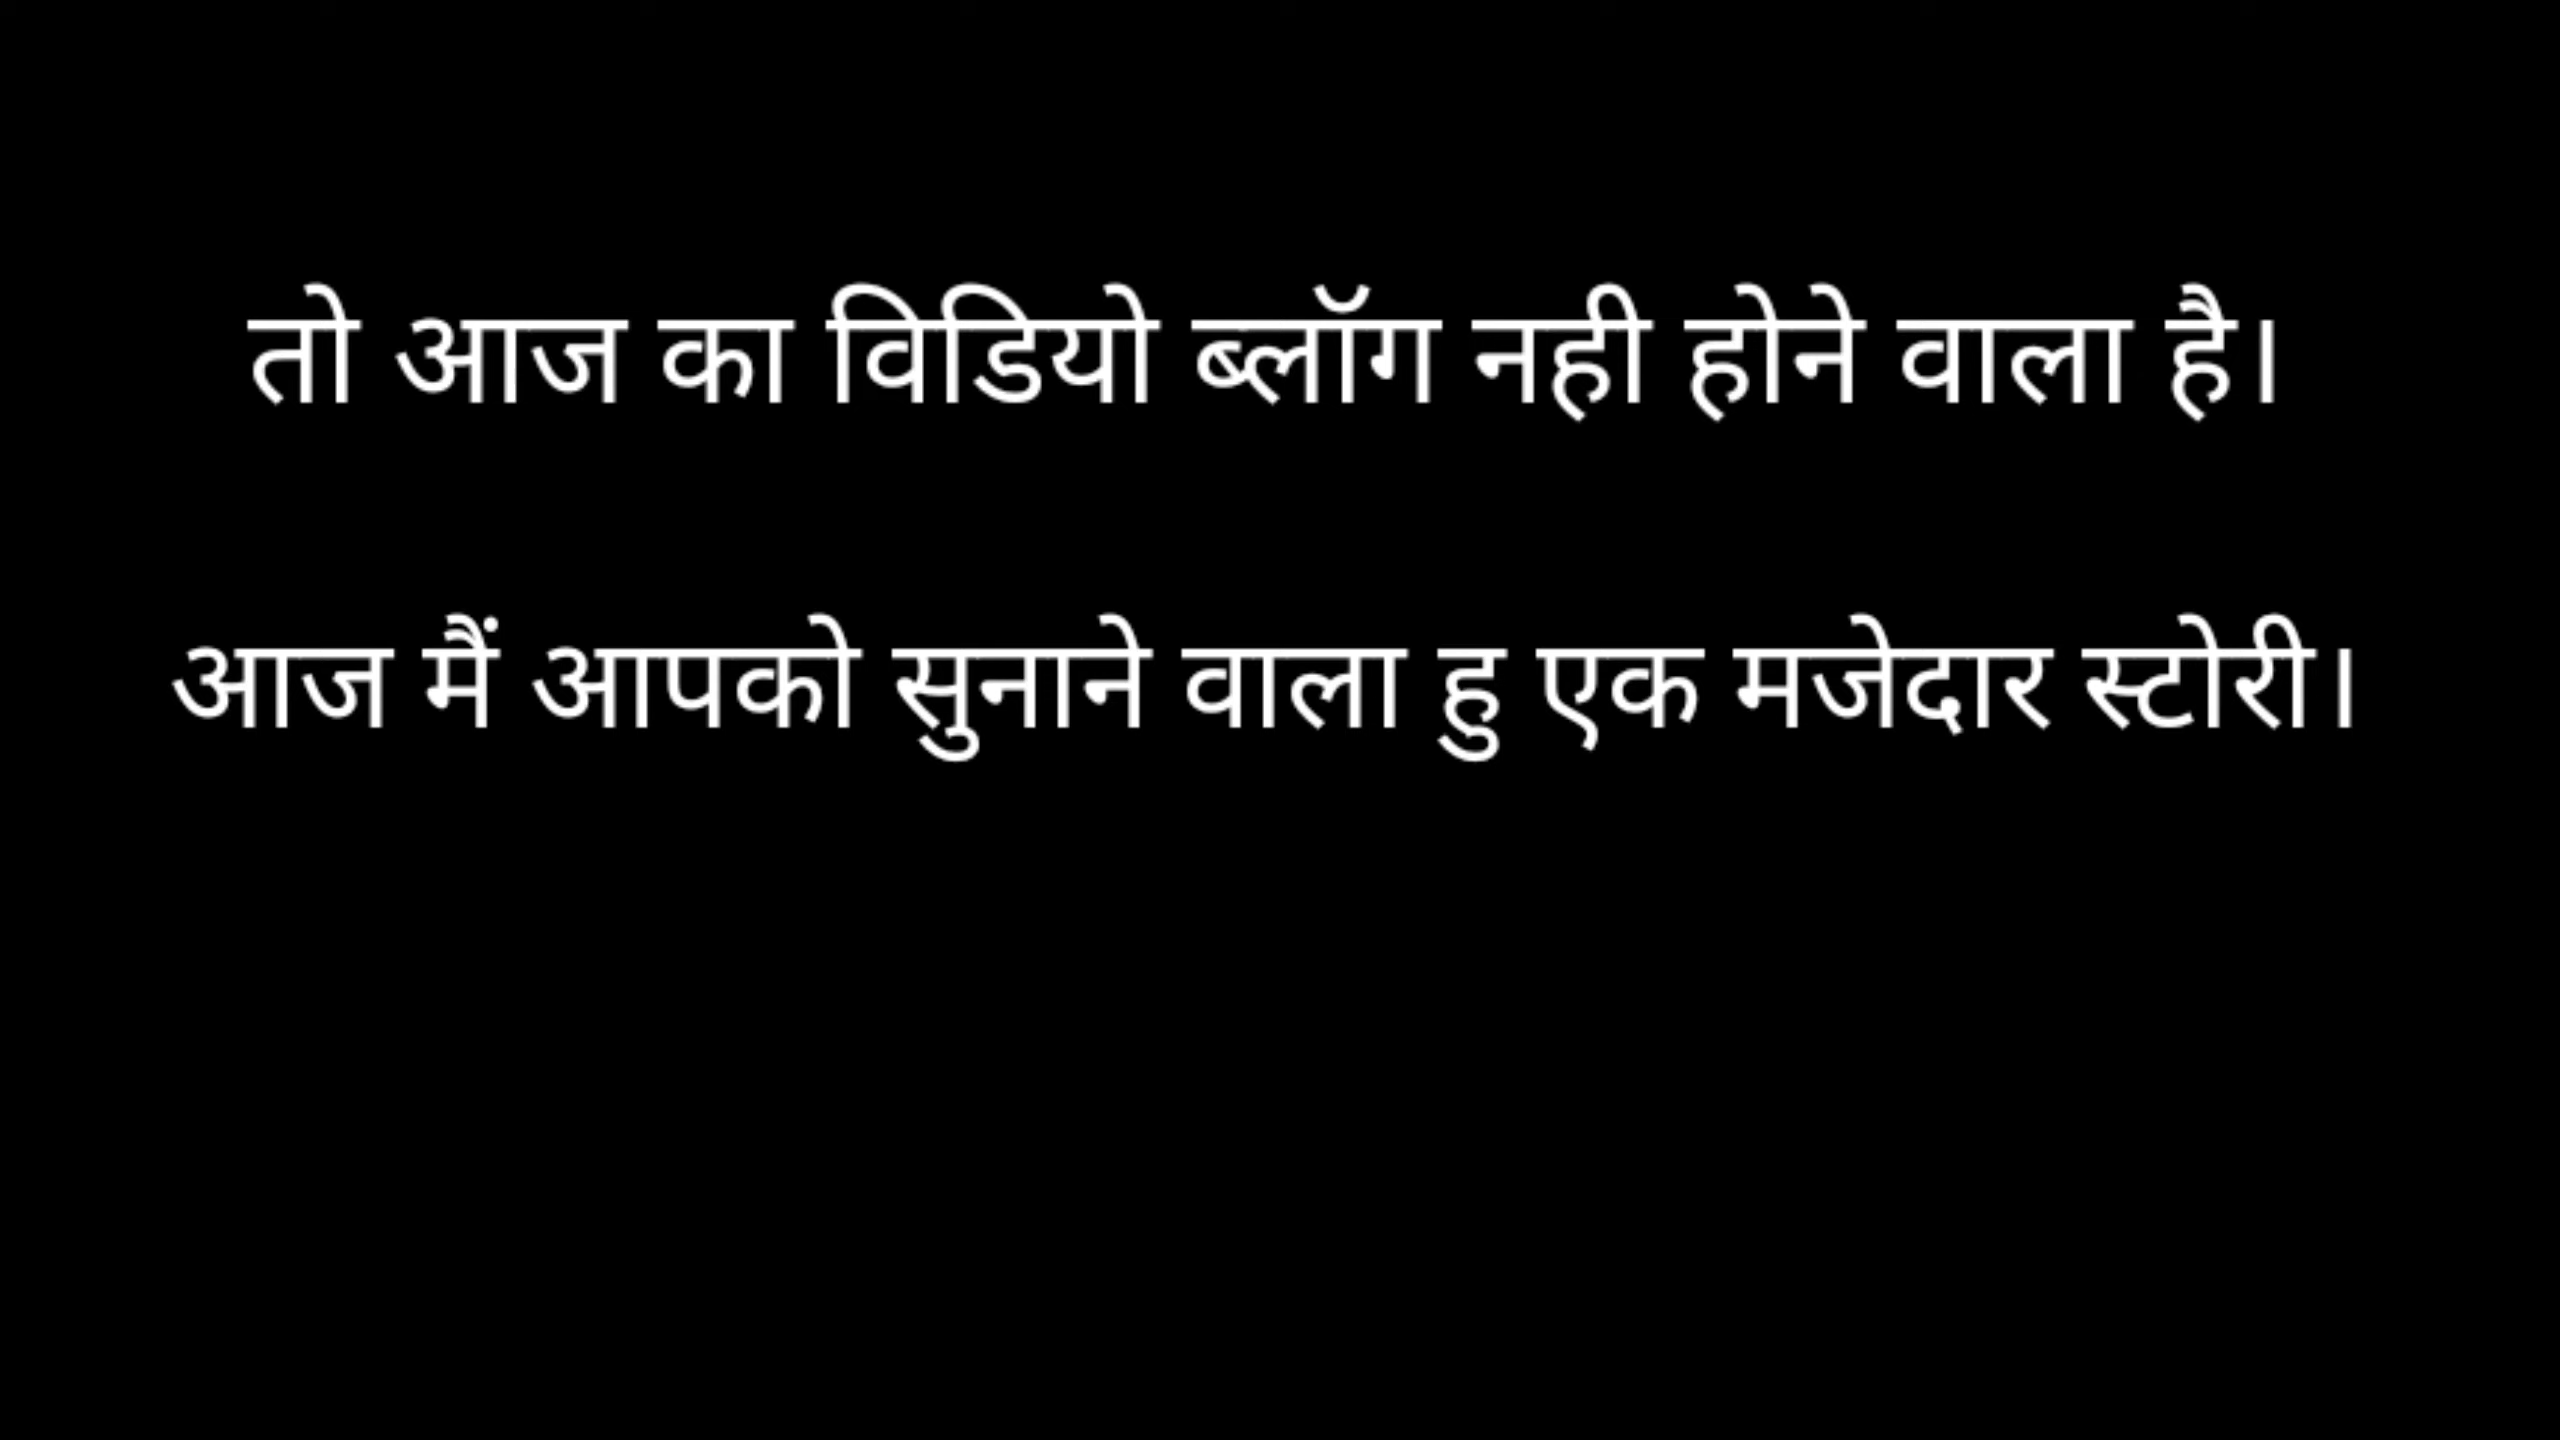 तो आज का विडियो ब्लॉग नही होने वाला है।
आज मैं आपको सुनाने वाला हु एक मजेदार स्टोरी।